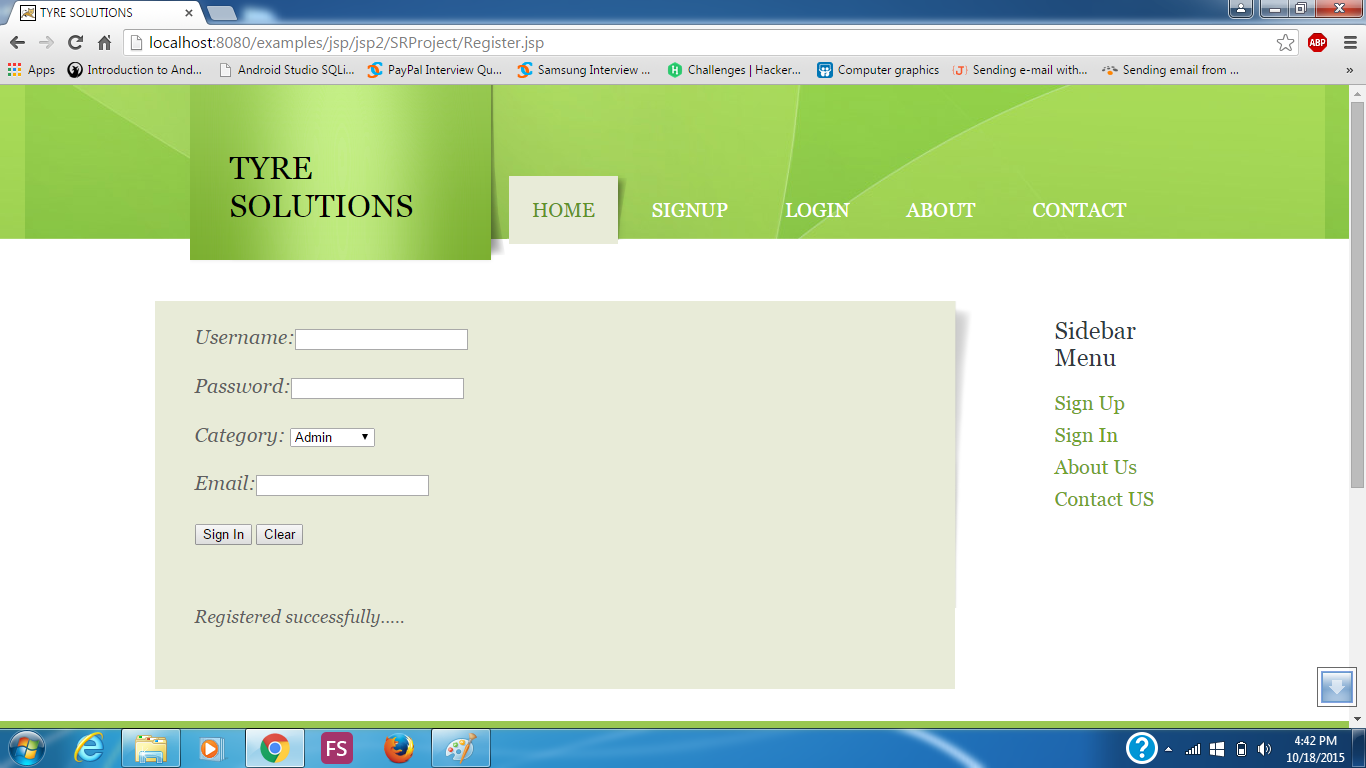 TYRE SOLUTIONS
localhost:8080/examples/jsp/jsp2/SRProject/Register.jsp
ABP
Apps
Introduction to And...
Android Studio SQLi...
PayPal Interview Qu...
Samsung Interview ...
Challenges | Hacker...
Computer graphics
Sending e-mail with...
Sending email from ...
»
TYRE
SOLUTIONS
HOME
SIGNUP
LOGIN
ABOUT
CONTACT
Username:
Password:
Category: Admin
Email:
Sign In Clear
Registered successfully.....
Sidebar
Menu
Sign Up
Sign In
About Us
Contact US
FS
4:42 PM
10/18/2015